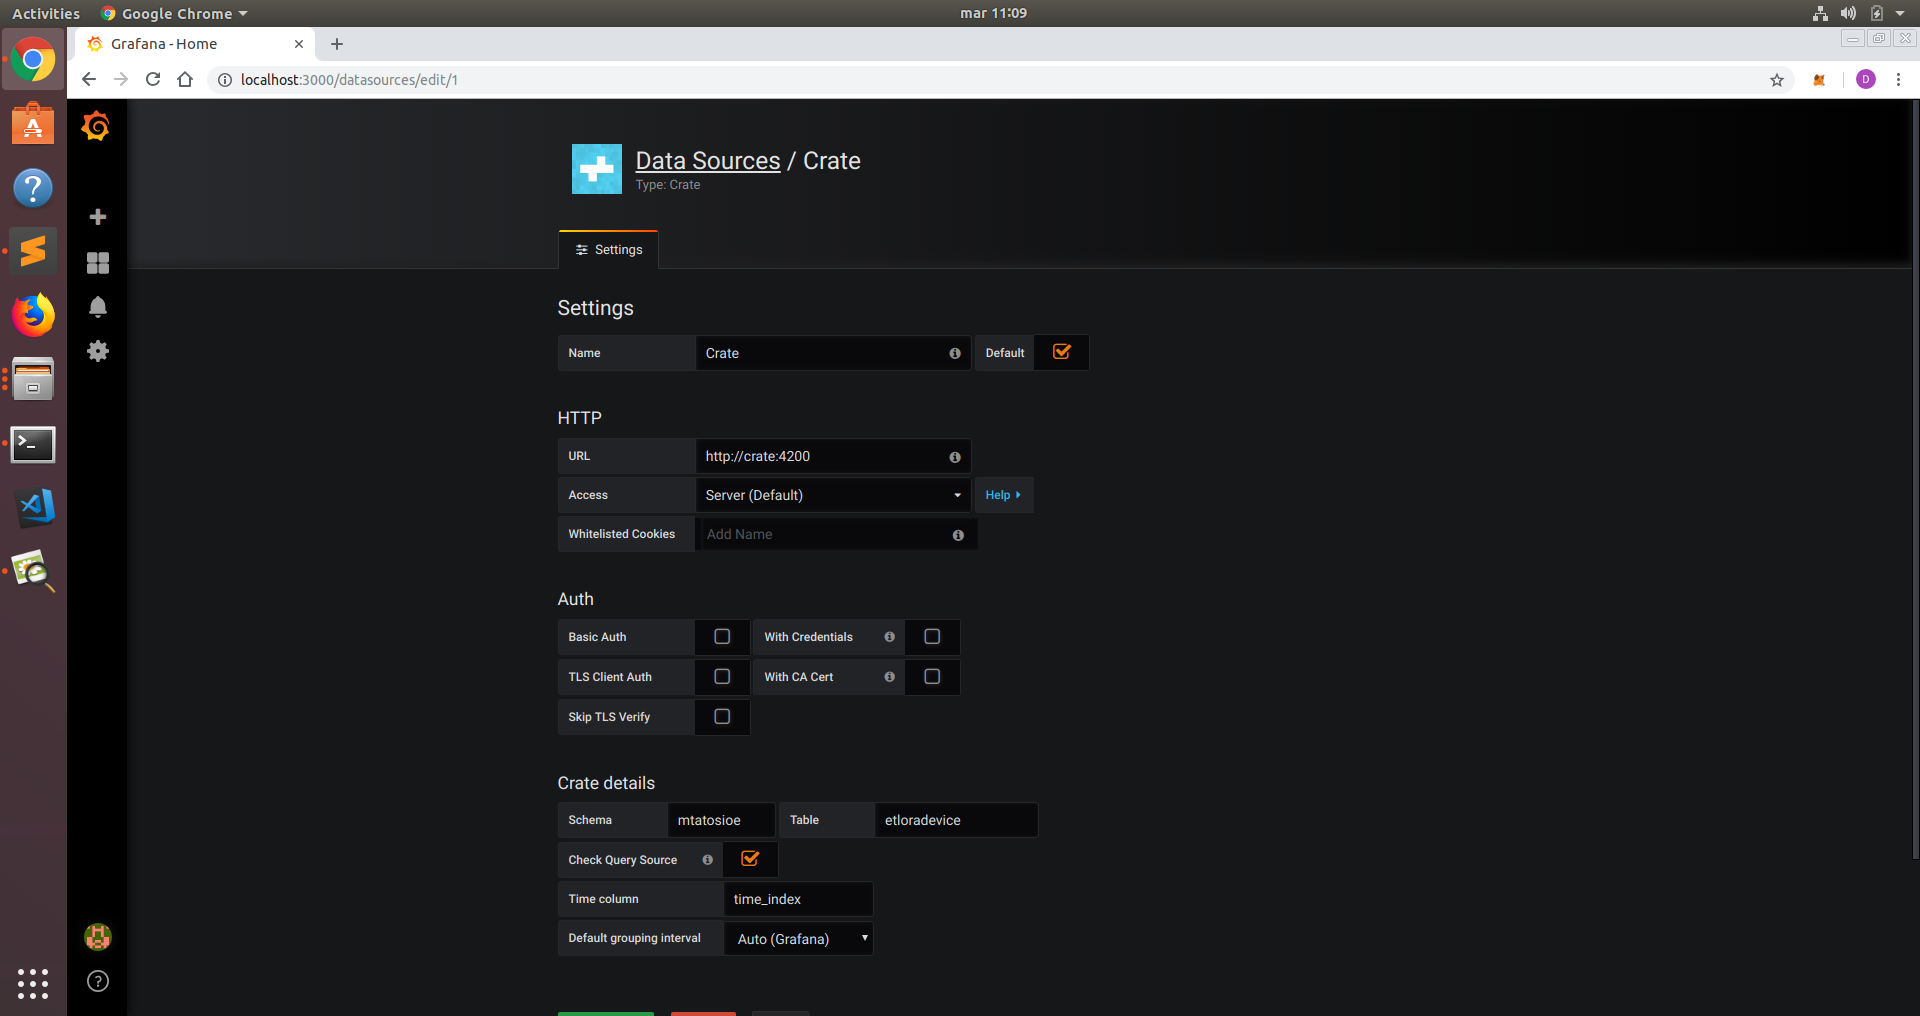 Activities
Google Chrome
mar 11:09
Grafana - Home
localhost:3000/datasources/edit/1
D
Data Sources / Crate
Type: Crate
Settings
Settings
Name
Crate
Default
HTTP
URL
http://crate:4200
Access
Server (Default)
Help
Whitelisted Cookies
Add Name
Auth
Basic Auth
With Credentials
TLS Client Auth
With CA Cert
Skip TLS Verify
Crate details
Schema
mtatosioe
Table
etloradevice
Check Query Source
Time column
time_index
Default grouping interval
Auto (Grafana)